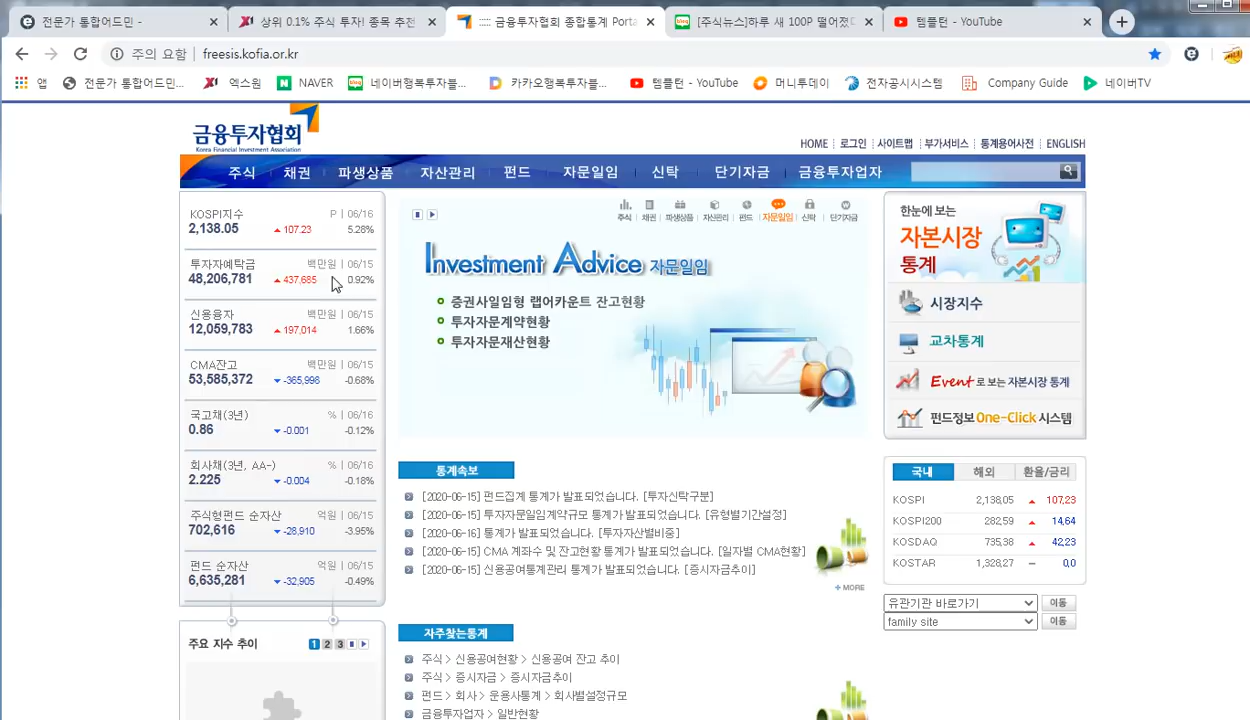 전문가 통합어드민 -
상위 0.1% 주식 투자! 종목 추천
::::: 금융투자협회 종합통계 Porta
[주식뉴스]하루 새 100P 떨어졌다
템플턴 - YouTube
주의 요함 | freesis.kofia.or.kr
앱
전문가 통합어드민...
엑스원
NAVER
네이버행복투자블...
카카오행복투자블...
템플턴 - YouTube
머니투데이
전자공시시스템
Company Guide
네이버TV
금융투자협회
Korea Financial Investment Association
HOME 로그인 사이트맵 부가서비스 통계용어사전 ENGLISH
주식 채권 파생상품 자산관리 펀드 자문일임 신탁 단기자금 금융투자업자
KOSPI지수 P | 06/16
2,138.05 107.23 5.28%
투자자예탁금 백만원 | 06/15
48,206,781 437,685 0.92%
신용융자 백만원 | 06/15
12,059,783 197,014 1.66%
CMA잔고 백만원 | 06/15
53,585,372 -365,996 -0.68%
국고채(3년) % | 06/16
0.86 -0.001 -0.12%
회사채(3년, AA-) % | 06/16
2.225 -0.004 -0.18%
주식형펀드 순자산 억원 | 06/15
702,616 -28,910 -3.95%
펀드 순자산 억원 | 06/15
6,635,281 -32,905 -0.49%
주요 지수 추이 1 2 3
주식 채권 파생상품 자산관리 펀드 자문일임 신탁 단기자금
Investment Advice 자문일임
증권사일임형 랩어카운트 잔고현황
투자자문계약현황
투자자문재산현황
통계속보
[2020-06-15] 펀드집계 통계가 발표되었습니다. [투자신탁구분]
[2020-06-15] 투자자문일임계약규모 통계가 발표되었습니다. [유형별기간설정]
[2020-06-16] 통계가 발표되었습니다. [투자자산별비중]
[2020-06-15] CMA 계좌수 및 잔고현황 통계가 발표되었습니다. [일자별 CMA현황]
[2020-06-15] 신용공여통계관리 통계가 발표되었습니다. [증시자금추이]
+ MORE
자주찾는통계
주식 > 신용공여현황 > 신용공여 잔고 추이
주식 > 증시자금 > 증시자금추이
펀드 > 회사 > 운용사통계 > 회사별설정규모
금융투자업자 > 일반현황
한눈에 보는
자본시장
통계
시장지수
교차통계
Event로 보는 자본시장 통계
펀드정보One-Click 시스템
국내 해외 환율/금리
KOSPI 2,138.05 107.23
KOSPI200 282.59 14.64
KOSDAQ 735.38 42.23
KOSTAR 1,328.27 - 0.0
유관기관 바로가기 이동
family site 이동